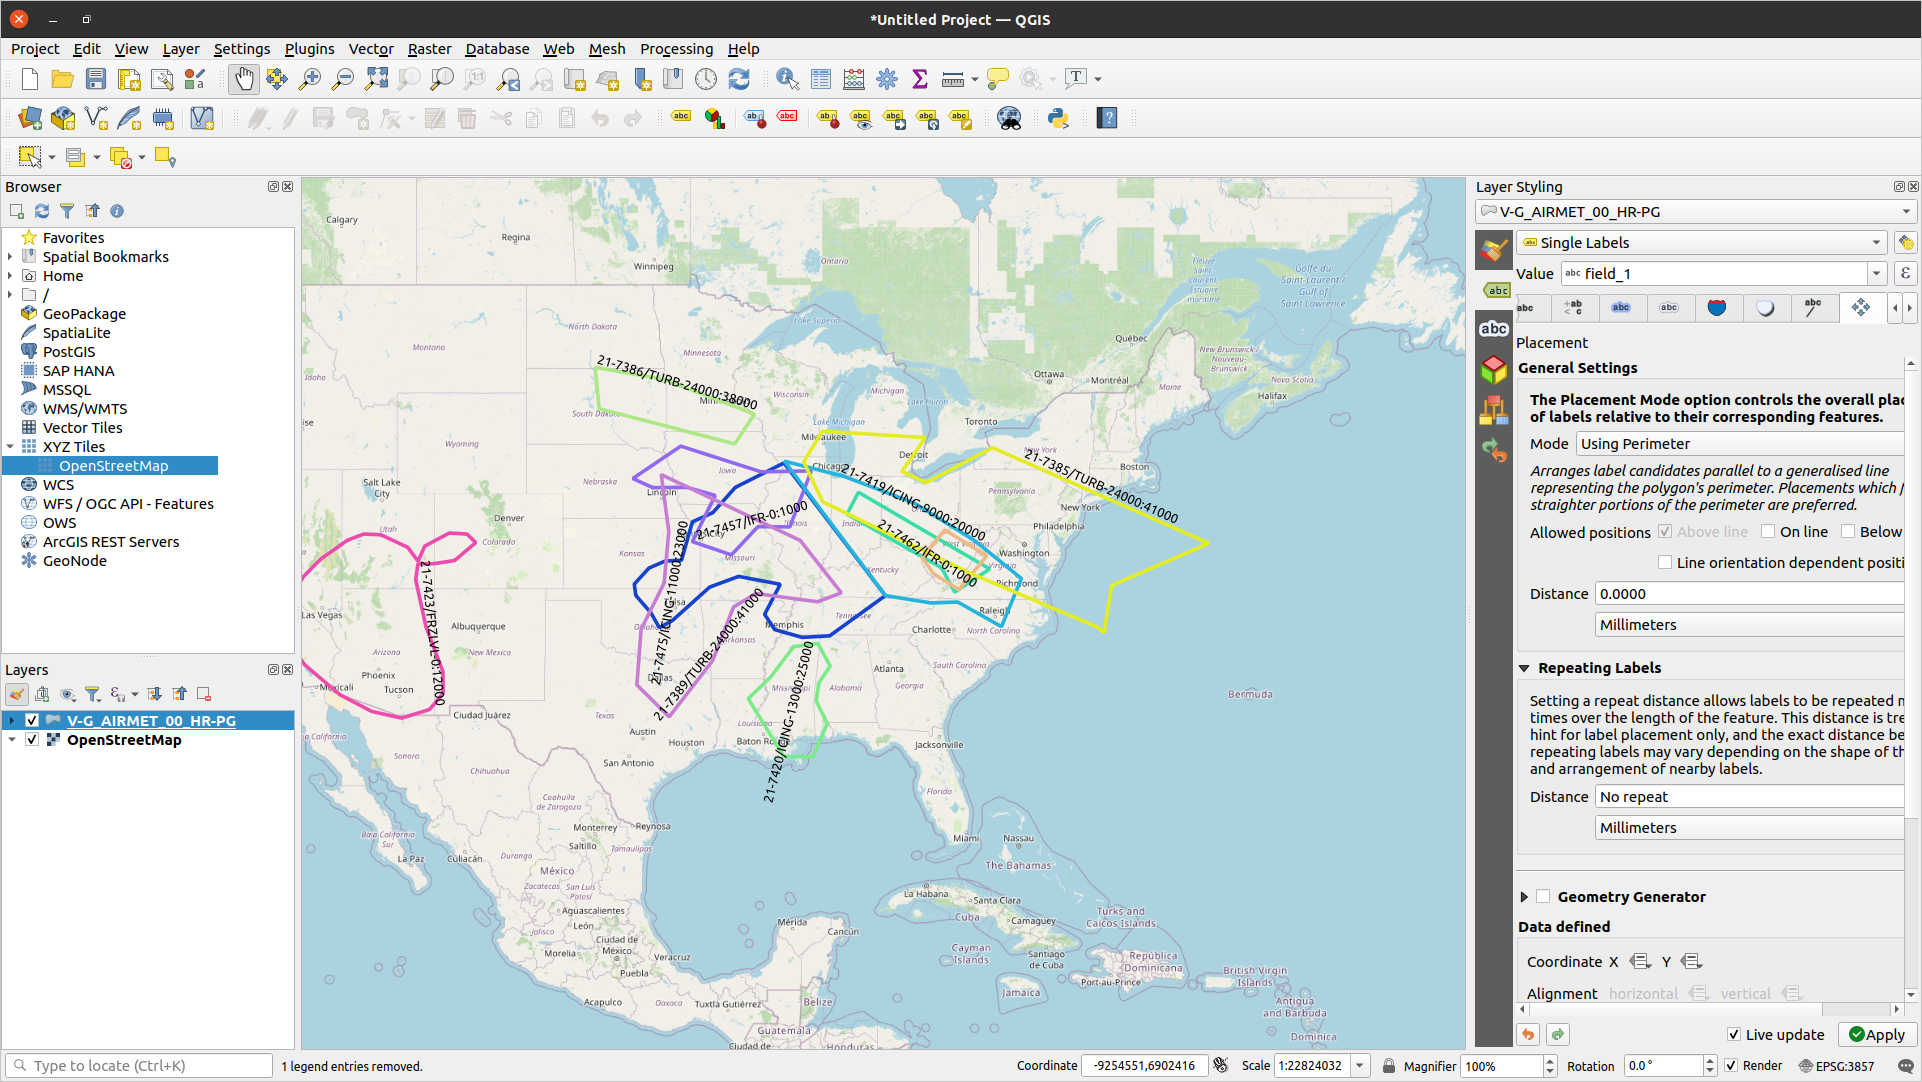 *Untitled Project — QGIS
Project Edit View Layer Settings Plugins Vector Raster Database Web Mesh Processing Help
Browser
Favorites
Spatial Bookmarks
Home
/
GeoPackage
SpatiaLite
PostGIS
SAP HANA
MSSQL
WMS/WMTS
Vector Tiles
XYZ Tiles
OpenStreetMap
WCS
WFS / OGC API - Features
OWS
ArcGIS REST Servers
GeoNode
Layers
V-G_AIRMET_00_HR-PG
OpenStreetMap
Calgary
Regina
Winnipeg
Fleuve Saint-Laurent / Estuaire maritime
Golfe du Saint-Laurent / Gulf of Saint Lawrence
North Dakota
Lake Superior
Montana
Minnesota
Québec
New Brunswick / Nouveau-Brunswick
Ottawa
Montréal
Maine
Nova Scotia
Halifax
Idaho
21-7386/TURB-24000:38000
Wisconsin
Lake Huron
South Dakota
Lake Michigan
Toronto
Milwaukee
Wyoming
Detroit
New York
21-7385/TURB-24000:41000
Boston
Iowa
Chicago
21-7419/ICING-9000:20000
Nebraska
Salt Lake City
Lincoln
Pennsylvania
New York
Denver
21-7457/IFR-0:1000
Illinois
Philadelphia
Utah
Colorado
Kansas
Missouri
21-7462/IFR-0:1000
West Virginia
Washington
21-7423/FRZLVL-0:12000
21-7475/ICING-11000:23000
Kentucky
Virginia
Richmond
Las Vegas
Tulsa
21-7389/TURB-24000:41000
Tennessee
Raleigh
Albuquerque
Memphis
Charlotte
North Carolina
Arizona
New Mexico
Arkansas
Atlanta
South Carolina
Phoenix
Dallas
Mississippi
Alabama
Georgia
Mexicali
Tucson
Bermuda
Ciudad Juárez
Texas
Louisiana
21-7420/ICING-13000:25000
Austin
Houston
Baton Rouge
Jacksonville
Sonora
San Antonio
Chihuahua
Coahuila de Zaragoza
Florida
Baja California Sur
Monterrey
Reynosa
Miami
Nassau
Saltillo
Tamaulipas
La Paz
Culiacán
Durango
The Bahamas
México
Zacatecas
San Luis Potosí
La Habana
Santa Clara
Aguascalientes
Cuba
Camaguey
Turks and Caicos Islands
Jalisco
León
Mérida
Cancún
Morelia
Ciudad de México
Veracruz
Cayman Islands
Santiago de Cuba
República Dominicana
Puebla
Port-au-Prince
British Virgin Islands
Acapulco
Oaxaca
Tuxtla Gutiérrez
Belize
Jamaica
Antigua and Barbuda
Guatemala
Dominica
Ciudad de
Honduras
Layer Styling
V-G_AIRMET_00_HR-PG
Single Labels
Value abc field_1
Placement
General Settings
The Placement Mode option controls the overall plac
of labels relative to their corresponding features.
Mode Using Perimeter
Arranges label candidates parallel to a generalised line
representing the polygon's perimeter. Placements which f
straighter portions of the perimeter are preferred.
Allowed positions Above line On line Below
Line orientation dependent positi
Distance 0.0000
Millimeters
Repeating Labels
Setting a repeat distance allows labels to be repeated m
times over the length of the feature. This distance is tre
hint for label placement only, and the exact distance be
repeating labels may vary depending on the shape of th
and arrangement of nearby labels.
Distance No repeat
Millimeters
Geometry Generator
Data defined
Coordinate X Y
Alignment horizontal vertical
Live update Apply
Type to locate (Ctrl+K) 1 legend entries removed. Coordinate -9254551,6902416 Scale 1:22824032 Magnifier 100% Rotation 0.0 ° Render EPSG:3857